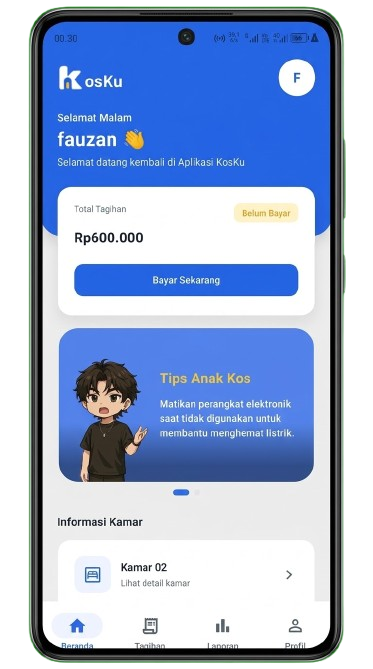 00.30
KosKu
F
Selamat Malam
fauzan 👋
Selamat datang kembali di Aplikasi KosKu
Total Tagihan
Belum Bayar
Rp600.000
Bayar Sekarang
Tips Anak Kos
Matikan perangkat elektronik
saat tidak digunakan untuk
membantu menghemat listrik.
Informasi Kamar
Kamar 02
Lihat detail kamar
Beranda
Tagihan
Laporan
Profil